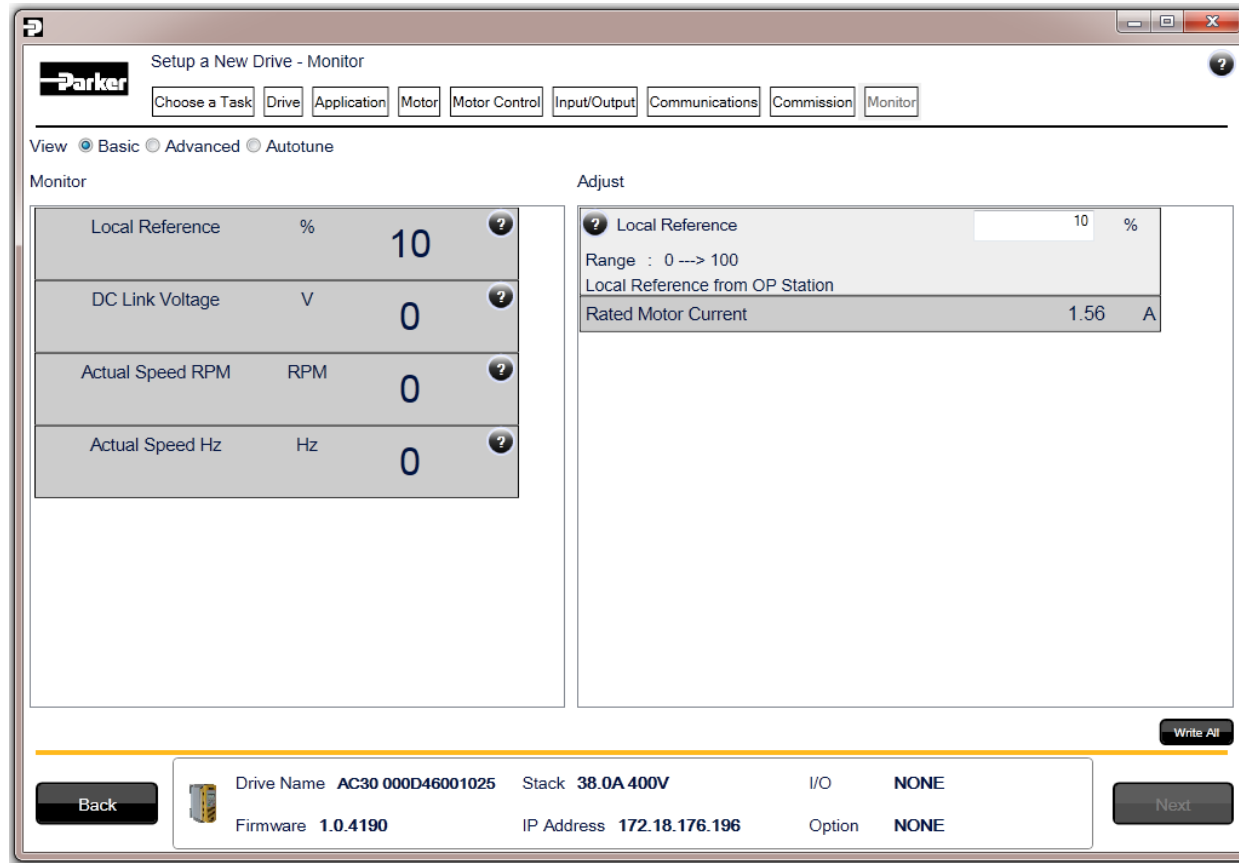 Setup a New Drive - Monitor
?
Parker
Choose a Task Drive Application Motor Motor Control Input/Output Communications Commission Monitor
View Basic Advanced Autotune
Monitor
Adjust
Local Reference % 10 ?
DC Link Voltage V 0 ?
Actual Speed RPM RPM 0 ?
Actual Speed Hz Hz 0 ?
? Local Reference 10 %
Range : 0 ---> 100
Local Reference from OP Station
Rated Motor Current 1.56 A
Write All
Back
Drive Name AC30 000D46001025 Stack 38.0A 400V I/O NONE
Firmware 1.0.4190 IP Address 172.18.176.196 Option NONE
Next